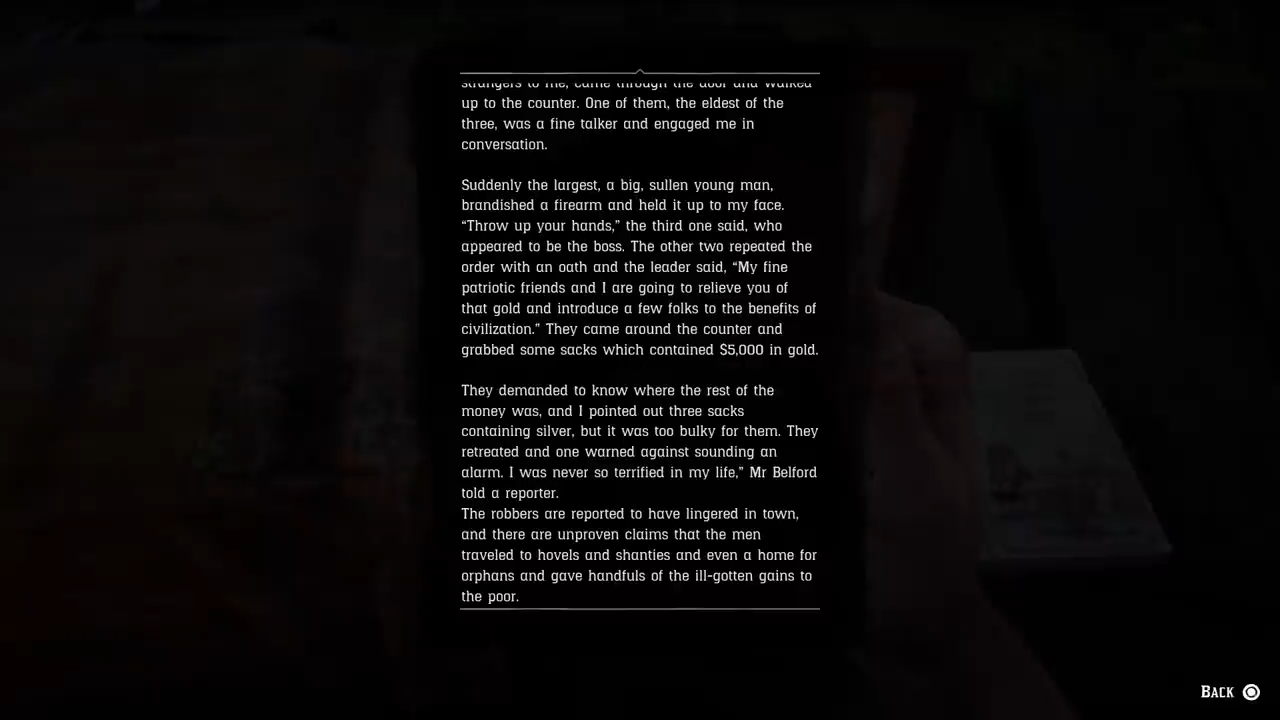 strangers to me, came through the door and walked
up to the counter. One of them, the eldest of the
three, was a fine talker and engaged me in
conversation.
Suddenly the largest, a big, sullen young man,
brandished a firearm and held it up to my face.
“Throw up your hands,” the third one said, who
appeared to be the boss. The other two repeated the
order with an oath and the leader said, “My fine
patriotic friends and I are going to relieve you of
that gold and introduce a few folks to the benefits of
civilization.” They came around the counter and
grabbed some sacks which contained $5,000 in gold.
They demanded to know where the rest of the
money was, and I pointed out three sacks
containing silver, but it was too bulky for them. They
retreated and one warned against sounding an
alarm. I was never so terrified in my life,” Mr Belford
told a reporter.
The robbers are reported to have lingered in town,
and there are unproven claims that the men
traveled to hovels and shanties and even a home for
orphans and gave handfuls of the ill-gotten gains to
the poor.
Back